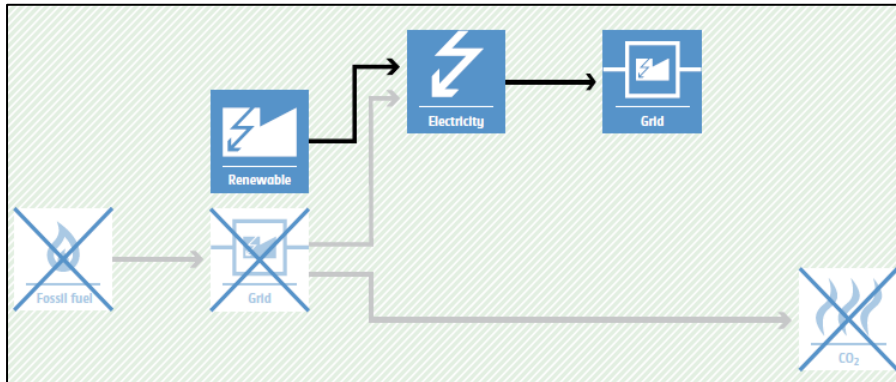 Electricity
Grid
Renewable
Fossil fuel
Grid
CO₂